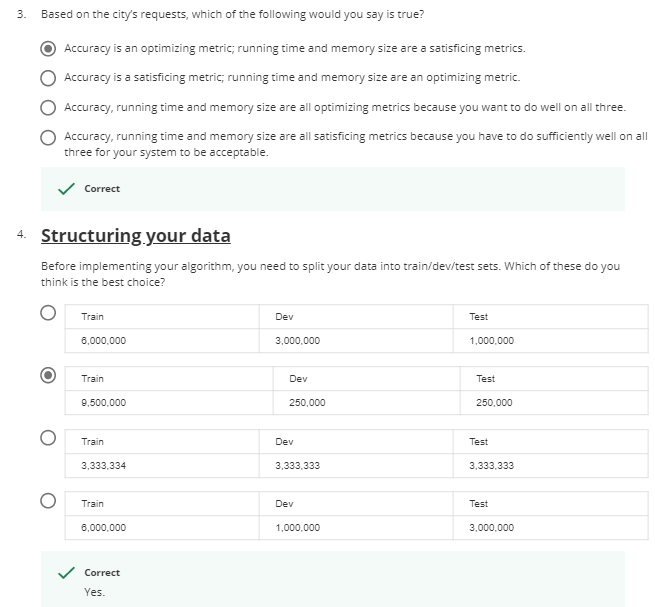 3. Based on the city's requests, which of the following would you say is true?
Accuracy is an optimizing metric; running time and memory size are a satisficing metrics.
Accuracy is a satisficing metric; running time and memory size are an optimizing metric.
Accuracy, running time and memory size are all optimizing metrics because you want to do well on all three.
Accuracy, running time and memory size are all satisficing metrics because you have to do sufficiently well on all
three for your system to be acceptable.
Correct
4. Structuring your data
Before implementing your algorithm, you need to split your data into train/dev/test sets. Which of these do you
think is the best choice?
Train Dev Test
6,000,000 3,000,000 1,000,000
Train Dev Test
9,500,000 250,000 250,000
Train Dev Test
3,333,334 3,333,333 3,333,333
Train Dev Test
6,000,000 1,000,000 3,000,000
Correct
Yes.